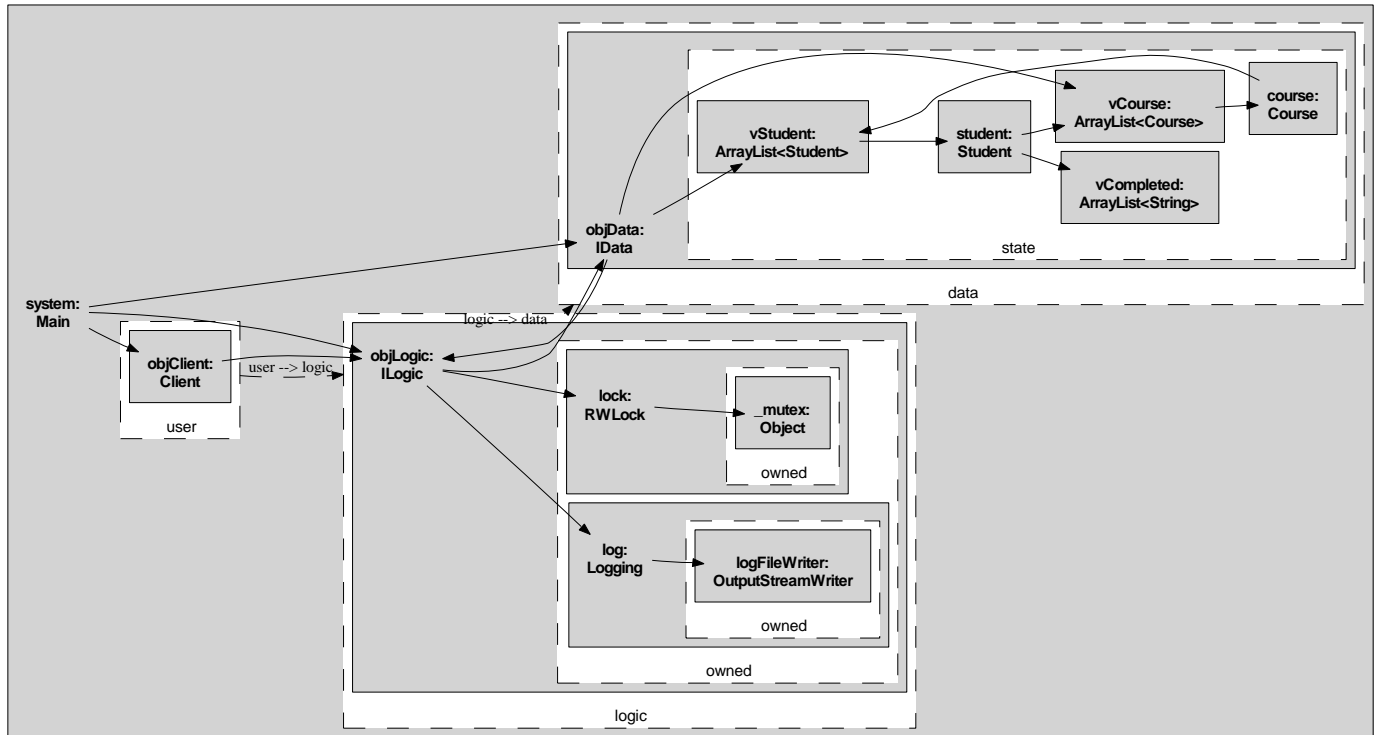 vStudent:
ArrayList<Student>
student:
Student
vCourse:
ArrayList<Course>
course:
Course
vCompleted:
ArrayList<String>
objData:
IData
state
data
system:
Main
logic --> data
objClient:
Client
user --> logic
user
objLogic:
ILogic
lock:
RWLock
_mutex:
Object
owned
log:
Logging
logFileWriter:
OutputStreamWriter
owned
owned
logic